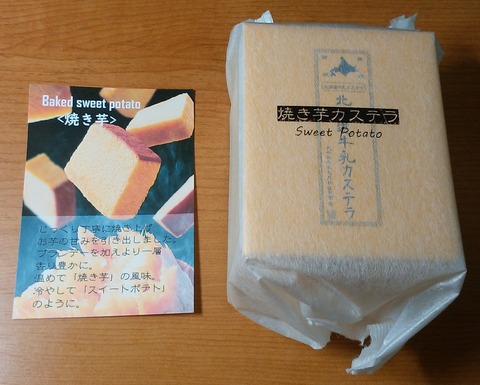 Baked sweet potato
<焼き芋>
じっくり丁寧に焼き上げ
お芋の甘みを引き出しました。
ブランデーを加えより一層
香り豊かに。
温めて「焼き芋」の風味。
冷やして「スイートポテト」
のように。
焼き芋カステラ
Sweet Potato
牛乳カステラ